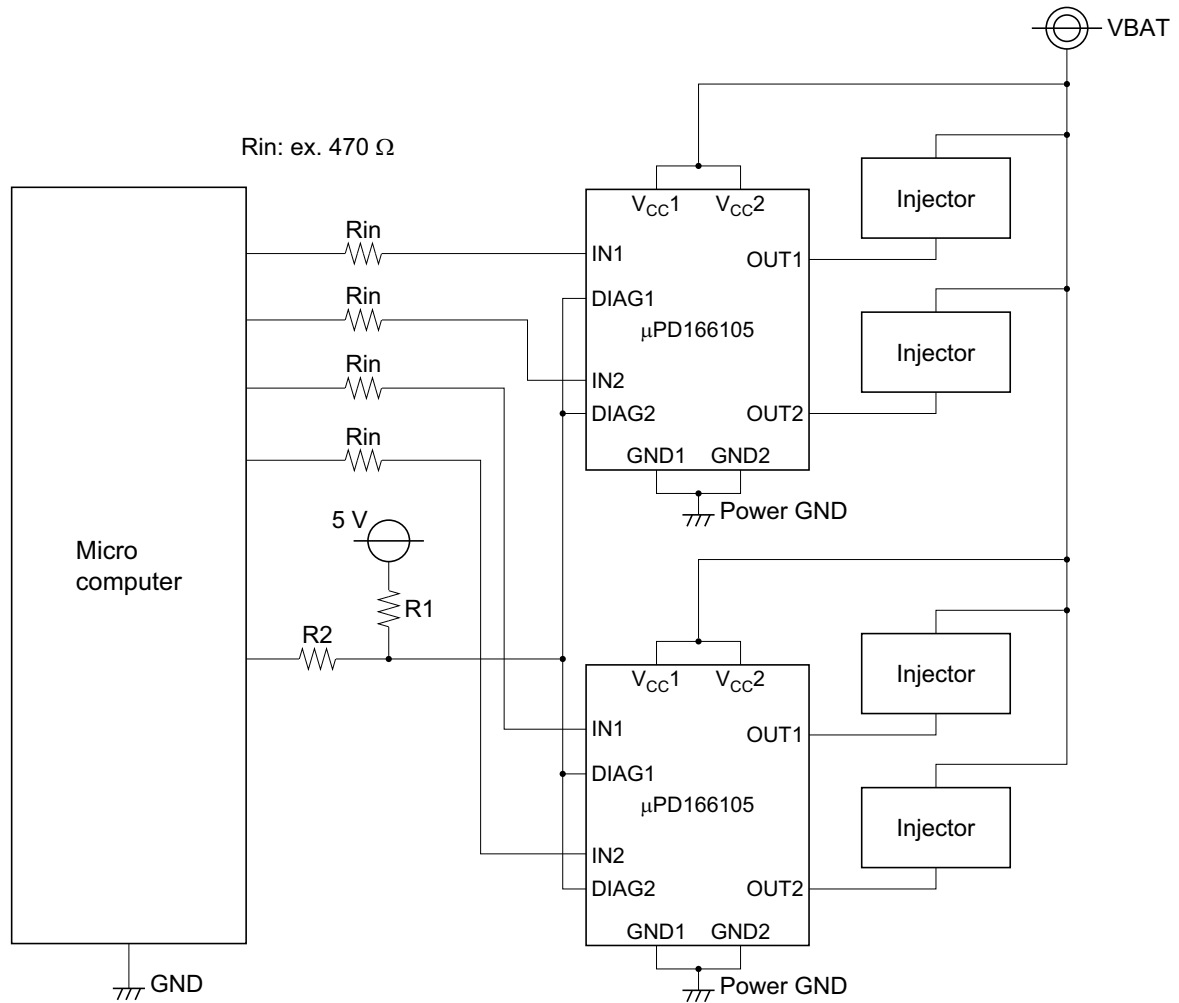 VBAT
Rin: ex. 470 Ω
VCC1 VCC2
Injector
Rin
IN1
OUT1
DIAG1
Rin
μPD166105
Injector
Rin
IN2
DIAG2
OUT2
Rin
GND1 GND2
Power GND
5 V
Micro
computer
R1
R2
VCC1 VCC2
Injector
IN1
OUT1
DIAG1
μPD166105
Injector
IN2
DIAG2
OUT2
GND1 GND2
Power GND
GND